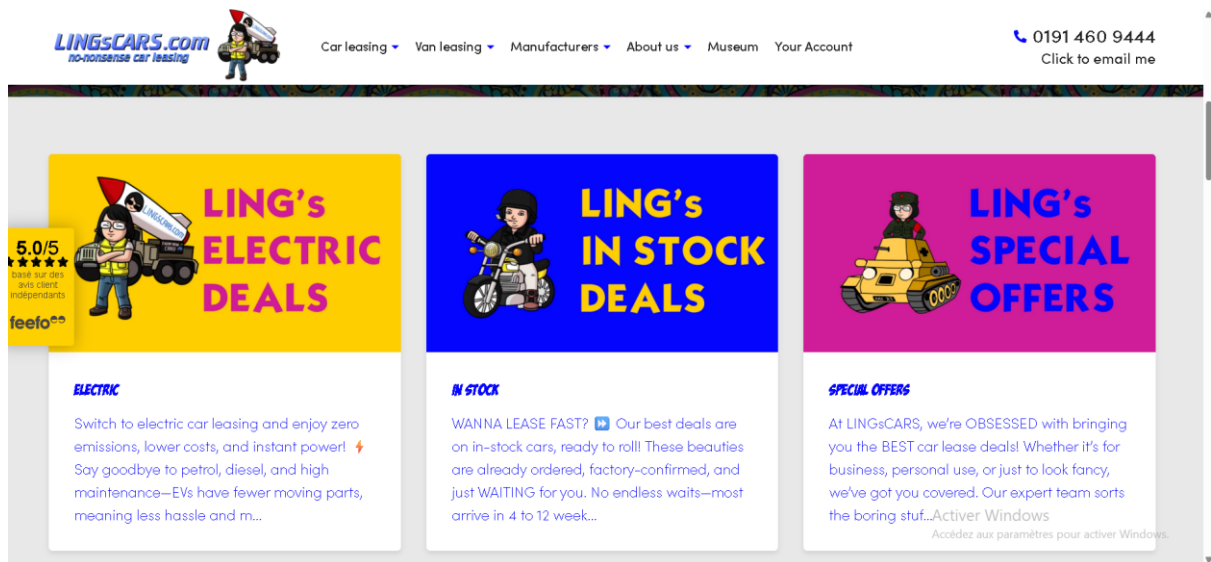 LINGsCARS.com
no-nonsense car leasing
LINGsCARS.com
Car leasing Van leasing Manufacturers About us Museum Your Account
0191 460 9444
Click to email me
LINGsCARS.com
LING's
ELECTRIC
DEALS
LING's
IN STOCK
DEALS
LING's
SPECIAL
OFFERS
5.0/5
basé sur des
avis client
indépendants
feefo
ELECTRIC
Switch to electric car leasing and enjoy zero
emissions, lower costs, and instant power! ⚡
Say goodbye to petrol, diesel, and high
maintenance—EVs have fewer moving parts,
meaning less hassle and m...
IN STOCK
WANNA LEASE FAST? ⏩ Our best deals are
on in-stock cars, ready to roll! These beauties
are already ordered, factory-confirmed, and
just WAITING for you. No endless waits—most
arrive in 4 to 12 week...
SPECIAL OFFERS
At LINGsCARS, we're OBSESSED with bringing
you the BEST car lease deals! Whether it's for
business, personal use, or just to look fancy,
we've got you covered. Our expert team sorts
the boring stuf...
Activer Windows
Accédez aux paramètres pour activer Windows.